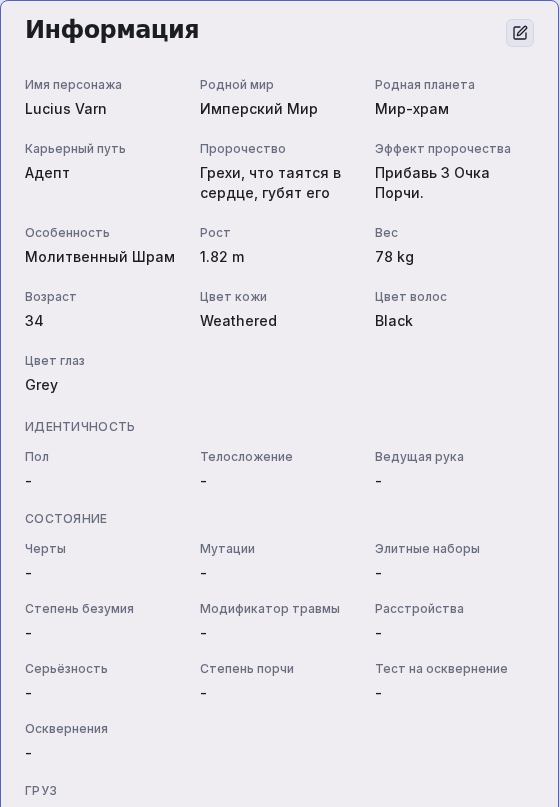 Информация
Имя персонажа Родной мир Родная планета
Lucius Varn Имперский Мир Мир-храм
Карьерный путь Пророчество Эффект пророчества
Адепт Грехи, что таятся в Прибавь 3 Очка
сердце, губят его Порчи.
Особенность Рост Вес
Молитвенный Шрам 1.82 m 78 kg
Возраст Цвет кожи Цвет волос
34 Weathered Black
Цвет глаз
Grey
ИДЕНТИЧНОСТЬ
Пол Телосложение Ведущая рука
- - -
СОСТОЯНИЕ
Черты Мутации Элитные наборы
- - -
Степень безумия Модификатор травмы Расстройства
- - -
Серьёзность Степень порчи Тест на осквернение
- - -
Осквернения
-
ГРУЗ